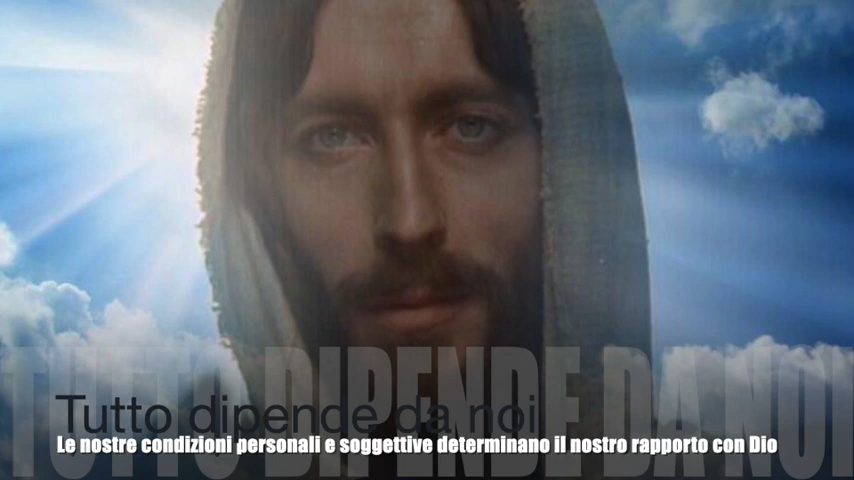 TUTTO DIPENDE DA NOI
Tutto dipende da noi
Le nostre condizioni personali e soggettive determinano il nostro rapporto con Dio